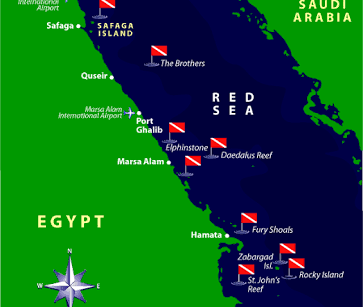 International
Airport
SAUDI
ARABIA
Safaga
SAFAGA
ISLAND
The Brothers
Quseir
RED
SEA
Marsa Alam
International Airport
Port
Ghalib
Elphinstone
Daedalus Reef
Marsa Alam
EGYPT
Fury Shoals
Hamata
Zabargad
Isl.
Rocky Island
St. John's
Reef
N
W
E
S